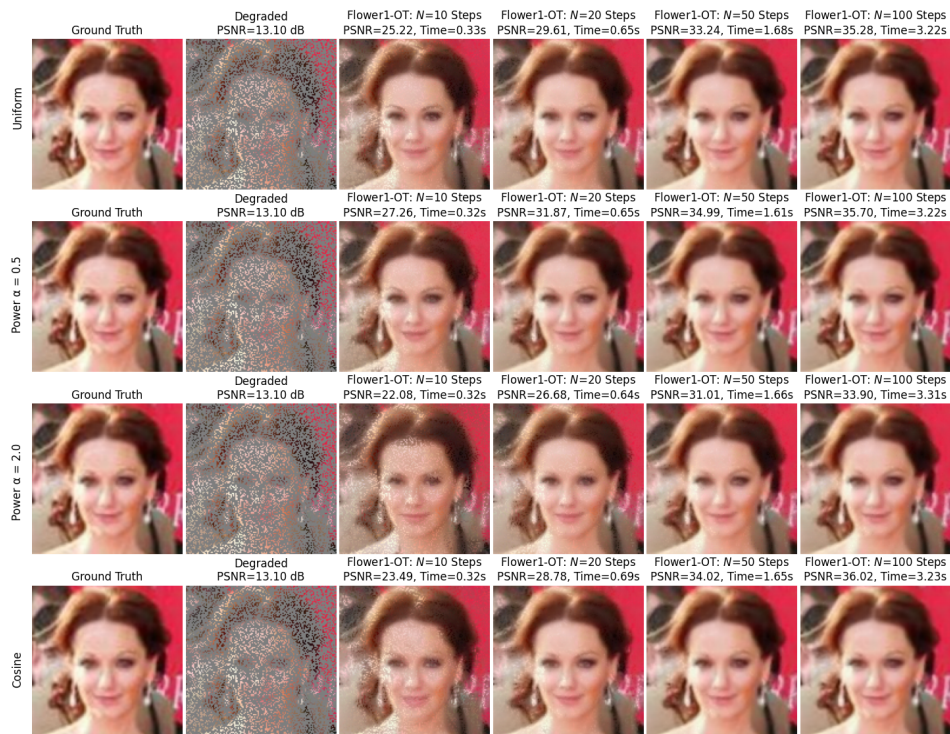 Flower1-OT: N=10 Steps Flower1-OT: N=20 Steps Flower1-OT: N=50 Steps Flower1-OT: N=100 Steps
Degraded
Ground Truth PSNR=13.10 dB PSNR=25.22, Time=0.33s PSNR=29.61, Time=0.65s PSNR=33.24, Time=1.68s PSNR=35.28, Time=3.22s
Uniform
Degraded Flower1-OT: N=10 Steps Flower1-OT: N=20 Steps Flower1-OT: N=50 Steps Flower1-OT: N=100 Steps
Ground Truth PSNR=13.10 dB PSNR=27.26, Time=0.32s PSNR=31.87, Time=0.65s PSNR=34.99, Time=1.61s PSNR=35.70, Time=3.22s
Power α = 0.5
Degraded Flower1-OT: N=10 Steps Flower1-OT: N=20 Steps Flower1-OT: N=50 Steps Flower1-OT: N=100 Steps
Ground Truth PSNR=13.10 dB PSNR=22.08, Time=0.32s PSNR=26.68, Time=0.64s PSNR=31.01, Time=1.66s PSNR=33.90, Time=3.31s
Power α = 2.0
Degraded Flower1-OT: N=10 Steps Flower1-OT: N=20 Steps Flower1-OT: N=50 Steps Flower1-OT: N=100 Steps
Ground Truth PSNR=13.10 dB PSNR=23.49, Time=0.32s PSNR=28.78, Time=0.69s PSNR=34.02, Time=1.65s PSNR=36.02, Time=3.23s
Cosine